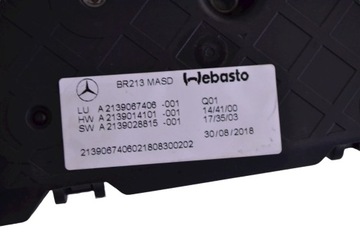 BR213 MASD Webasto
LU A 2139067406 -001 Q01
HW A 2139014101 -001 14/41/00
SW A 2139028815 -001 17/35/03
30/08/2018
2139067406021808300202